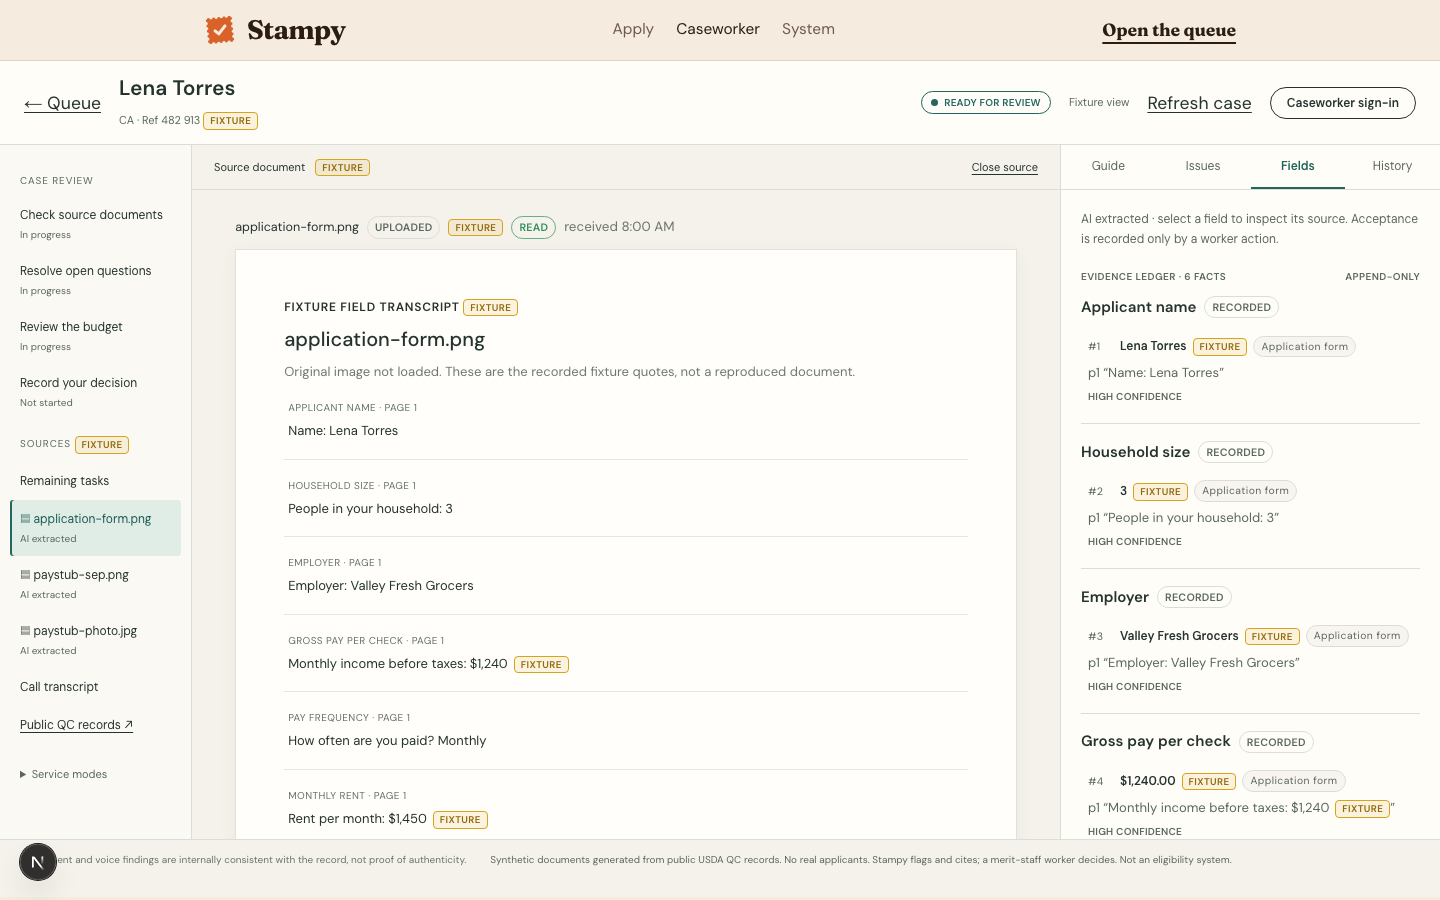 Stampy
Apply
Caseworker
System
Open the queue
← Queue
Lena Torres
CA · Ref 482 913 FIXTURE
READY FOR REVIEW
Fixture view
Refresh case
Caseworker sign-in
CASE REVIEW
Check source documents
In progress
Resolve open questions
In progress
Review the budget
In progress
Record your decision
Not started
SOURCES FIXTURE
Remaining tasks
application-form.png
AI extracted
paystub-sep.png
AI extracted
paystub-photo.jpg
AI extracted
Call transcript
Public QC records ↗
Service modes
Source document FIXTURE
Close source
application-form.png UPLOADED FIXTURE READ received 8:00 AM
FIXTURE FIELD TRANSCRIPT FIXTURE
application-form.png
Original image not loaded. These are the recorded fixture quotes, not a reproduced document.
APPLICANT NAME · PAGE 1
Name: Lena Torres
HOUSEHOLD SIZE · PAGE 1
People in your household: 3
EMPLOYER · PAGE 1
Employer: Valley Fresh Grocers
GROSS PAY PER CHECK · PAGE 1
Monthly income before taxes: $1,240 FIXTURE
PAY FREQUENCY · PAGE 1
How often are you paid? Monthly
MONTHLY RENT · PAGE 1
Rent per month: $1,450 FIXTURE
Guide
Issues
Fields
History
AI extracted · select a field to inspect its source. Acceptance
is recorded only by a worker action.
EVIDENCE LEDGER · 6 FACTS
APPEND-ONLY
Applicant name RECORDED
#1 Lena Torres FIXTURE Application form
p1 “Name: Lena Torres”
HIGH CONFIDENCE
Household size RECORDED
#2 3 FIXTURE Application form
p1 “People in your household: 3”
HIGH CONFIDENCE
Employer RECORDED
#3 Valley Fresh Grocers FIXTURE Application form
p1 “Employer: Valley Fresh Grocers”
HIGH CONFIDENCE
Gross pay per check RECORDED
#4 $1,240.00 FIXTURE Application form
p1 “Monthly income before taxes: $1,240 FIXTURE”
HIGH CONFIDENCE
N
and voice findings are internally consistent with the record, not proof of authenticity.
Synthetic documents generated from public USDA QC records. No real applicants. Stampy flags and cites; a merit-staff worker decides. Not an eligibility system.